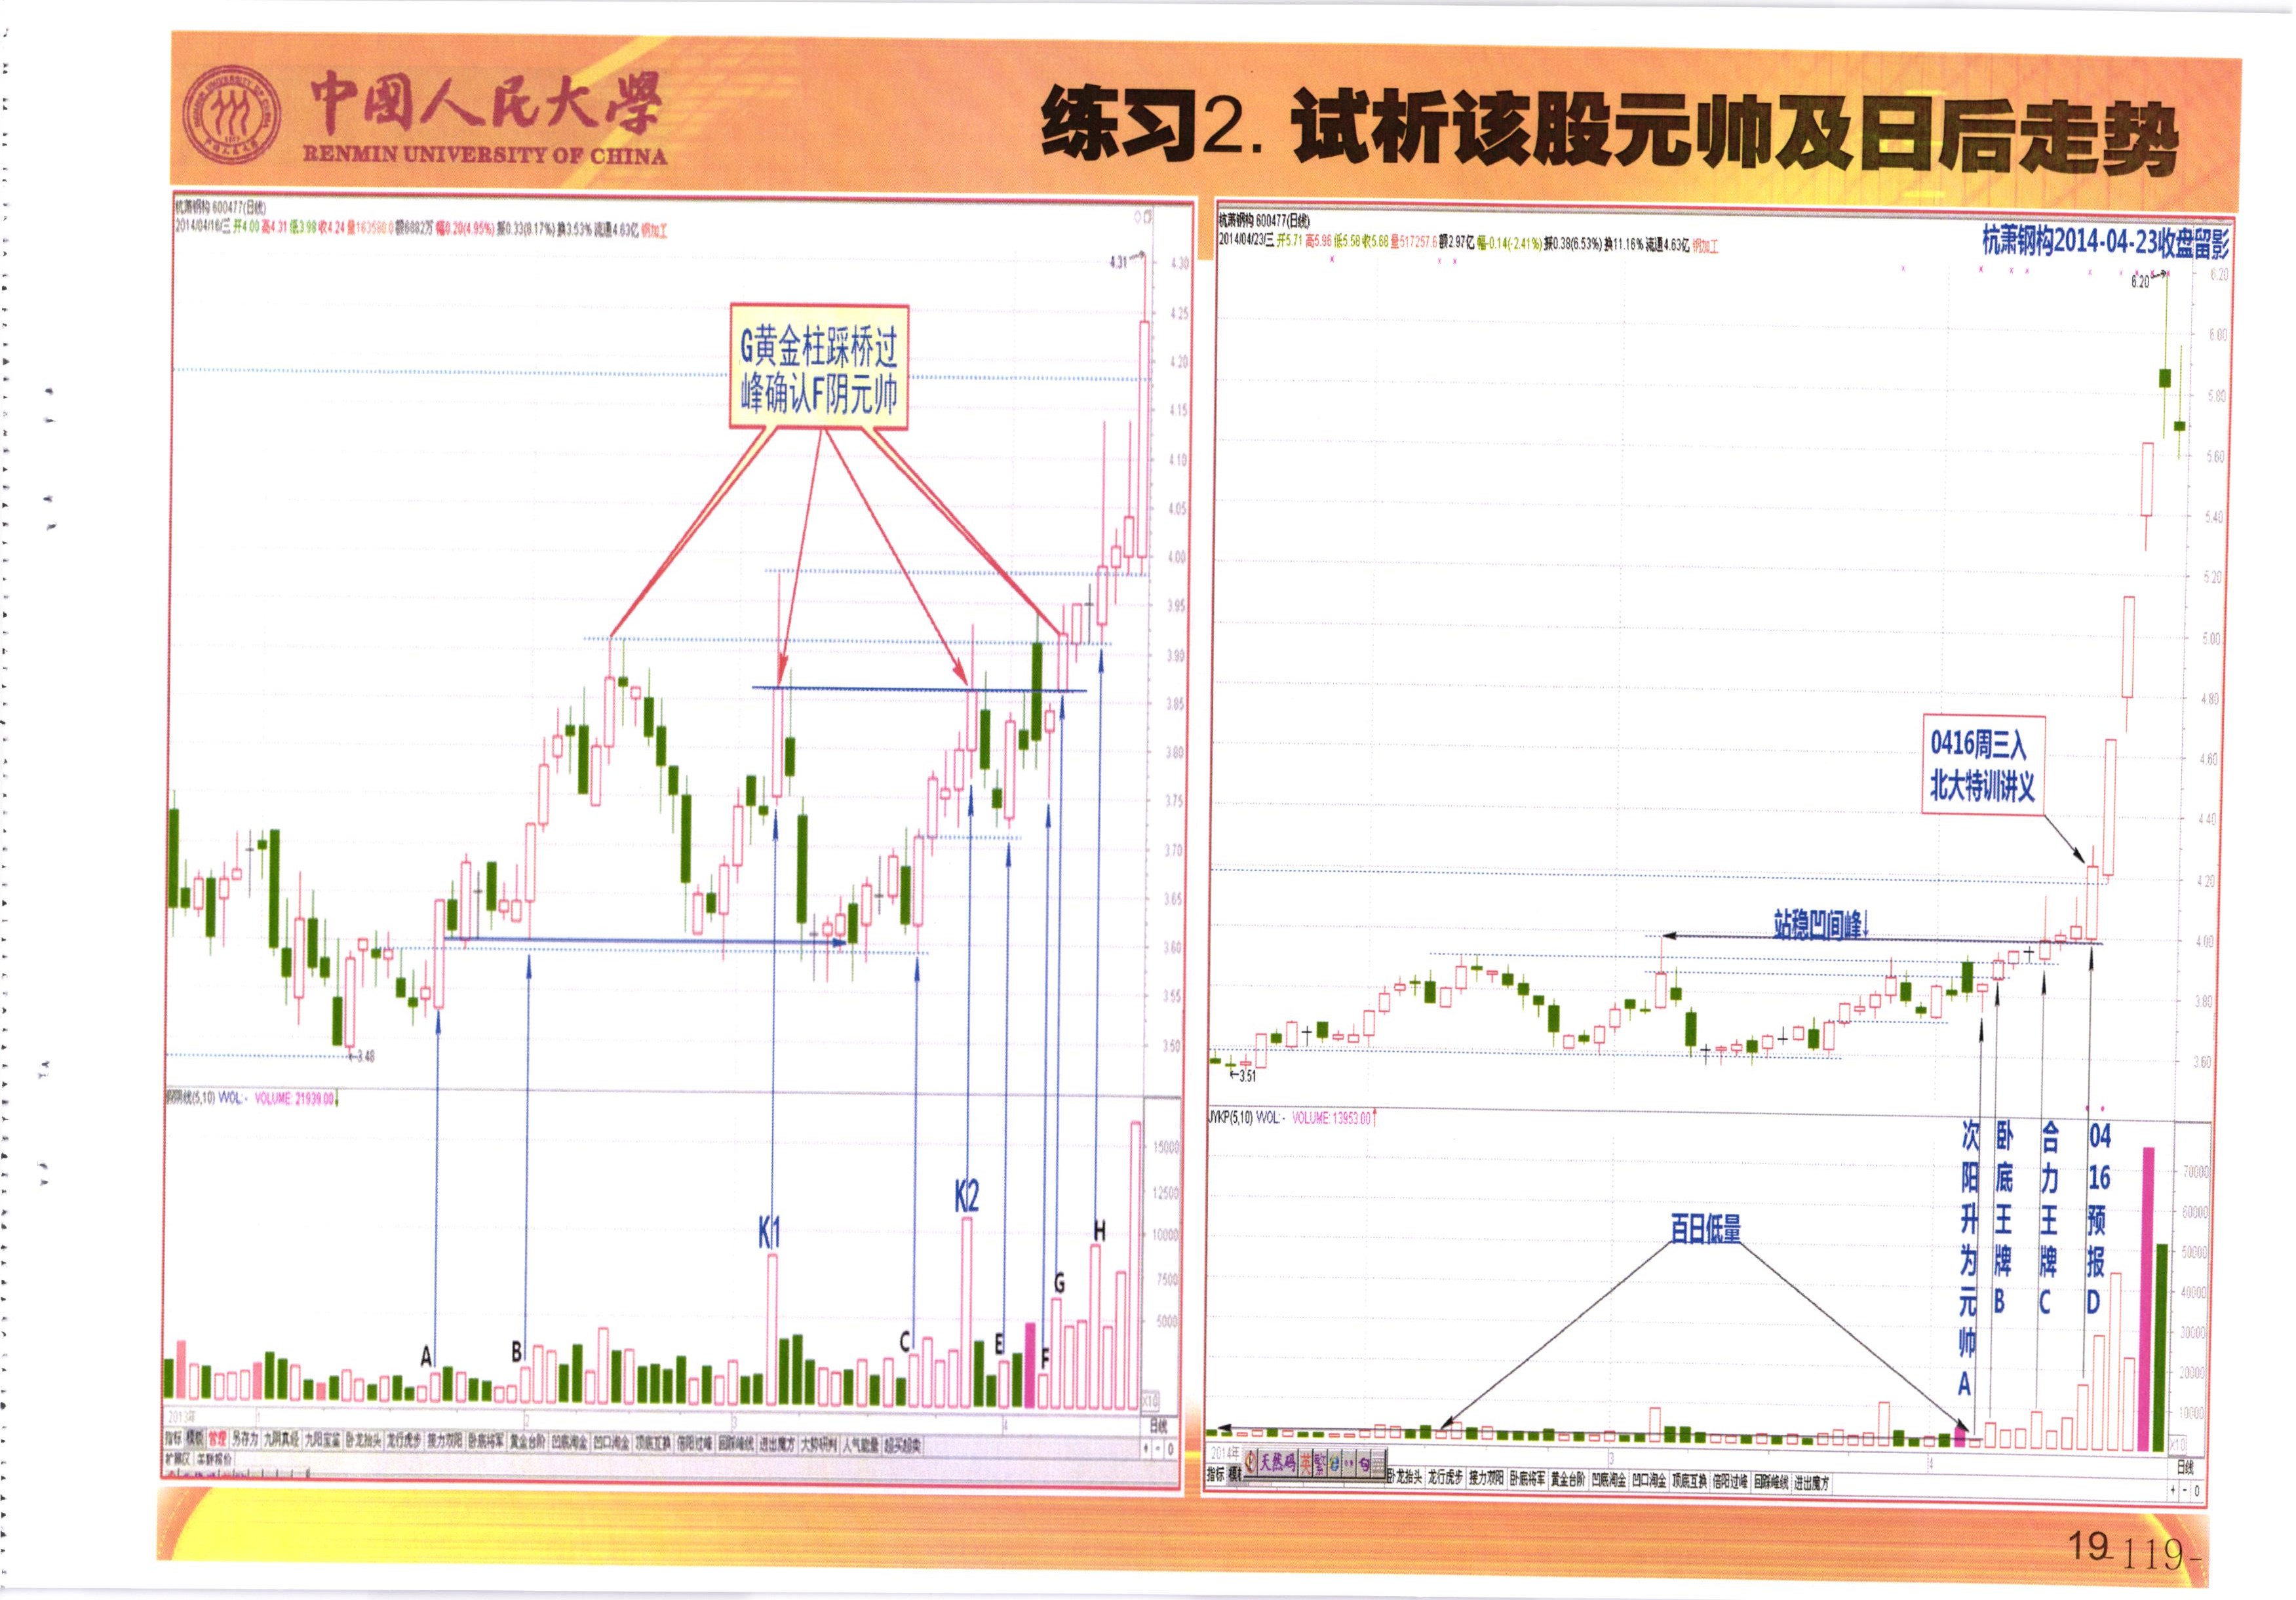 中国人民大学
RENMIN UNIVERSITY OF CHINA
练习2. 试析该股元帅及日后走势
杭萧钢构 600477(日线)
2014/04/16/三 开4.00 高4.31 低3.98 收4.24 量163580.0 额6882万 幅0.20(4.95%) 振0.33(8.17%) 换3.53% 流通4.63亿 钢加工
4.31
4.30
4.25
G黄金柱踩桥过
峰确认F阴元帅
4.20
4.15
4.10
4.05
4.00
3.95
3.90
3.85
3.80
3.75
3.70
3.65
3.60
3.55
3.50
3.48
(5,10) VVOL: - VOLUME: 21939.00
15000
12500
10000
7500
5000
X10
A
B
K1
C
K2
E
F
G
H
2013年
1
2
3
4
日线
指标 模板 管理 另存为 九阴真经 九阳宝鉴 卧龙抬头 龙行虎步 接力双阳 卧底将军 黄金台阶 凹底淘金 凹口淘金 顶底互换 倍阳过峰 回踩峰线 进出魔方 大势研判 人气能量 超买超卖
+ - 0
扩展区
杭萧钢构 600477(日线)
2014/04/23/三 开5.71 高5.96 低5.58 收5.68 量517257.6 额2.97亿 幅-0.14(-2.41%) 振0.38(6.53%) 换11.16% 流通4.63亿 钢加工
杭萧钢构2014-04-23收盘留影
6.20
6.20
6.00
5.80
5.60
5.40
5.20
5.00
4.80
4.60
4.40
4.20
4.00
3.80
3.60
0416周三入
北大特训讲义
站稳凹间峰
3.51
JYKP(5,10) VVOL: - VOLUME: 13953.00
百日低量
次阳升为元帅A
卧底王牌B
合力王牌C
0416预报D
70000
60000
50000
40000
30000
20000
10000
X10
2014年
3
4
日线
指标
天然码 英 繁 句
卧龙抬头 龙行虎步 接力双阳 卧底将军 黄金台阶 凹底淘金 凹口淘金 顶底互换 倍阳过峰 回踩峰线 进出魔方
+ - 0
19
-119-